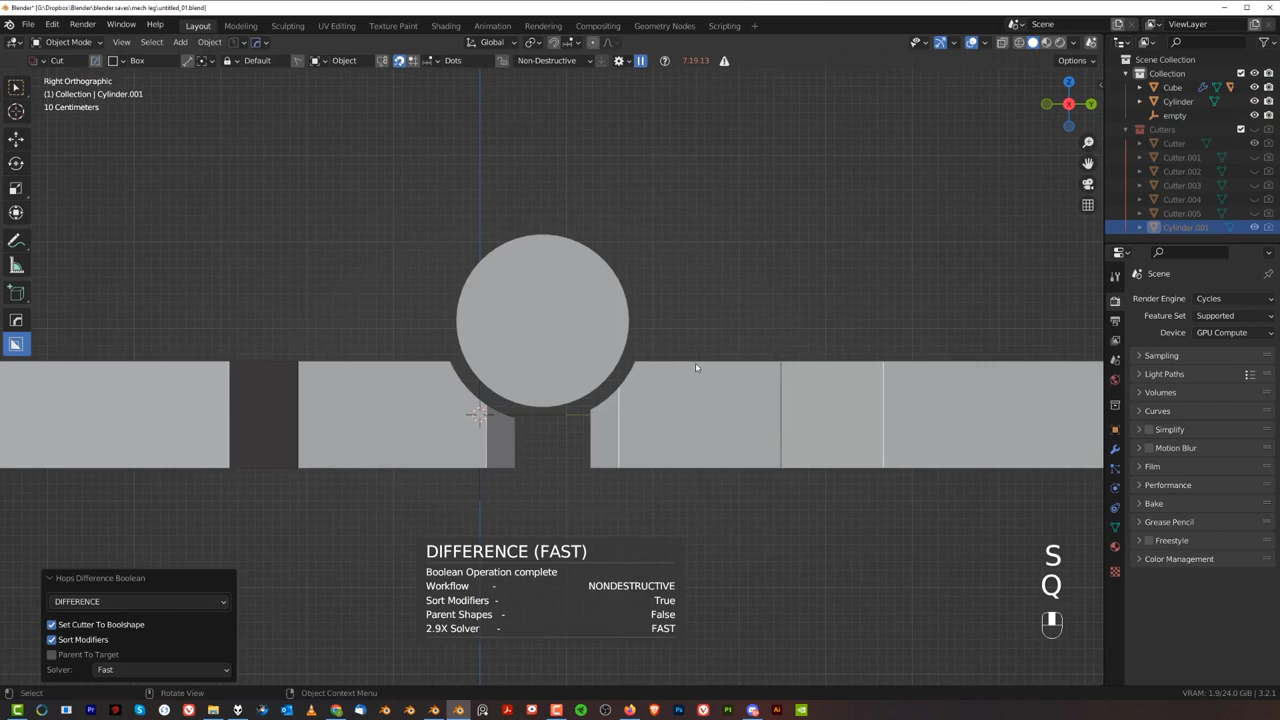 Blender* [G:\Dropbox\Blender\blender saves\mech leg\untitled_01.blend]
File Edit Render Window Help Layout Modeling Sculpting UV Editing Texture Paint Shading Animation Rendering Compositing Geometry Nodes Scripting + Scene ViewLayer
Object Mode View Select Add Object Global
Cut Box Default Object Dots Non-Destructive 7.19.13 Options
Right Orthographic
(1) Collection | Cylinder.001
10 Centimeters
Z
X
Y
Scene Collection
Collection
Cube
Cylinder
empty
Cutters
Cutter
Cutter.001
Cutter.002
Cutter.003
Cutter.004
Cutter.005
Cylinder.001
Scene
Render Engine Cycles
Feature Set Supported
Device GPU Compute
Sampling
Light Paths
Volumes
Curves
Simplify
Motion Blur
Film
Performance
Bake
Grease Pencil
Freestyle
Color Management
DIFFERENCE (FAST)
Boolean Operation complete
Workflow - NONDESTRUCTIVE
Sort Modifiers - True
Parent Shapes - False
2.9X Solver - FAST
S
Q
Hops Difference Boolean
DIFFERENCE
Set Cutter To Boolshape
Sort Modifiers
Parent To Target
Solver: Fast
Select Rotate View Object Context Menu VRAM: 1.9/24.0 GiB | 3.2.1